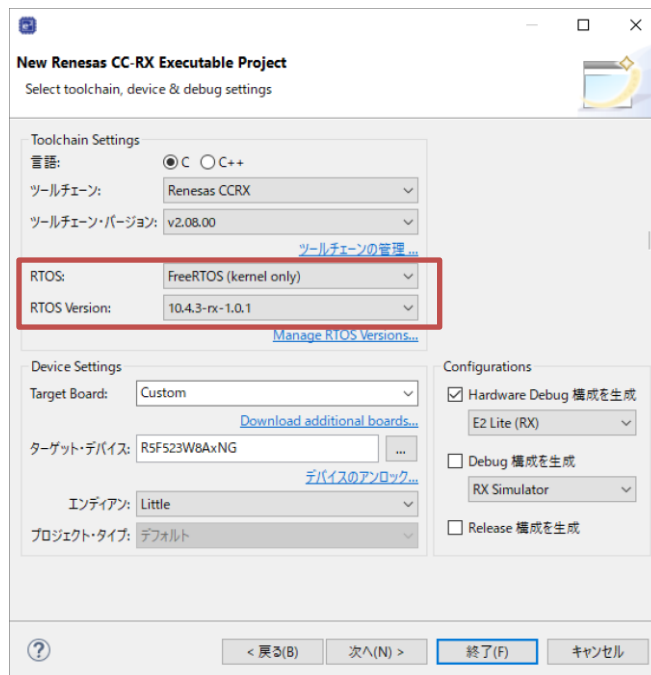 New Renesas CC-RX Executable Project
Select toolchain, device & debug settings
Toolchain Settings
言語: C C++
ツールチェーン: Renesas CCRX
ツールチェーン・バージョン: v2.08.00
ツールチェーンの管理 ...
RTOS: FreeRTOS (kernel only)
RTOS Version: 10.4.3-rx-1.0.1
Manage RTOS Versions...
Device Settings
Target Board: Custom
Download additional boards...
ターゲット・デバイス: R5F523W8AxNG ...
デバイスのアンロック...
エンディアン: Little
プロジェクト・タイプ: デフォルト
Configurations
Hardware Debug 構成を生成
E2 Lite (RX)
Debug 構成を生成
RX Simulator
Release 構成を生成
? < 戻る(B) 次へ(N) > 終了(F) キャンセル